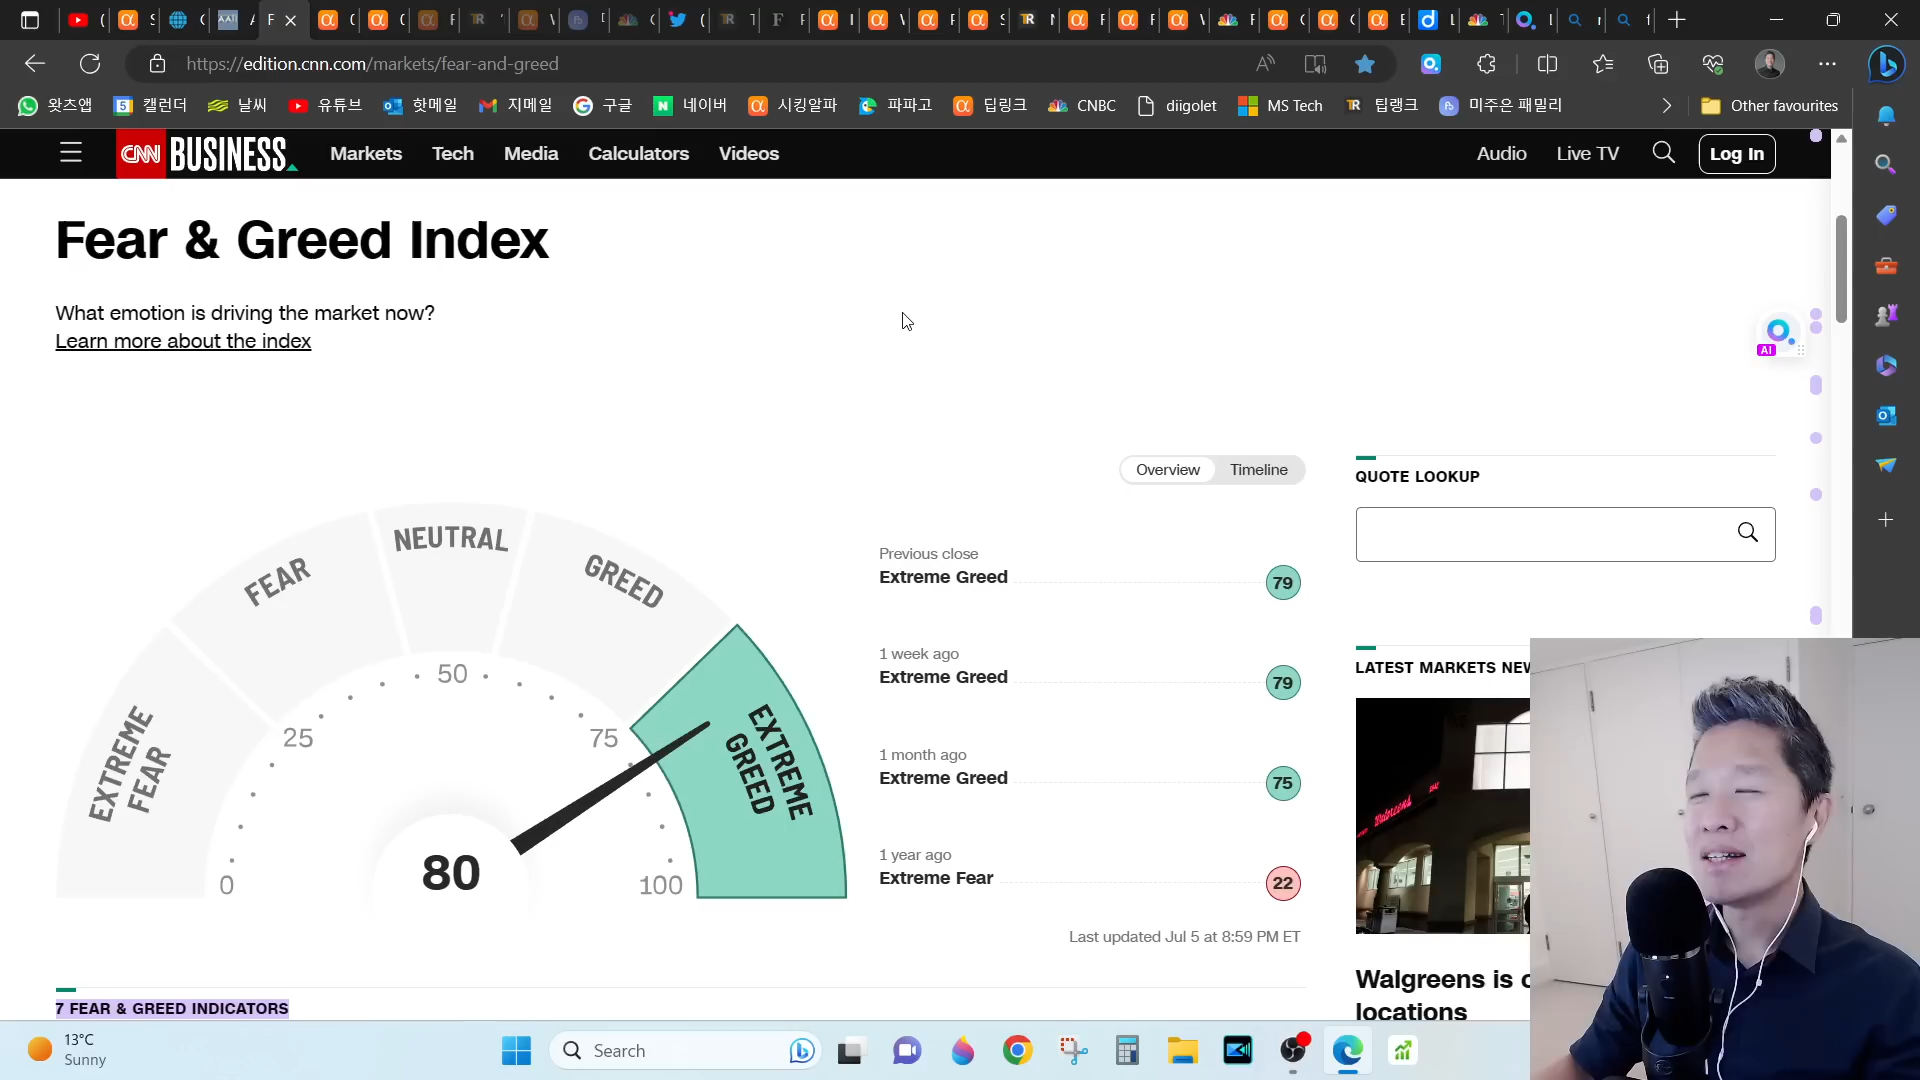 https://edition.cnn.com/markets/fear-and-greed
왓츠앱
캘린더
날씨
유튜브
핫메일
지메일
구글
네이버
시킹알파
파파고
딥링크
CNBC
diigolet
MS Tech
팁랭크
미주은 패밀리
Other favourites
CNN BUSINESS
Markets
Tech
Media
Calculators
Videos
Audio
Live TV
Log In
Fear & Greed Index
What emotion is driving the market now?
Learn more about the index
AI
Overview
Timeline
QUOTE LOOKUP
EXTREME
FEAR
FEAR
NEUTRAL
GREED
EXTREME
GREED
0
25
50
75
100
80
Previous close
Extreme Greed
79
1 week ago
Extreme Greed
79
1 month ago
Extreme Greed
75
1 year ago
Extreme Fear
22
Last updated Jul 5 at 8:59 PM ET
LATEST MARKETS NEW
Walgreens
Walgreens is c
locations
7 FEAR & GREED INDICATORS
13°C
Sunny
Search